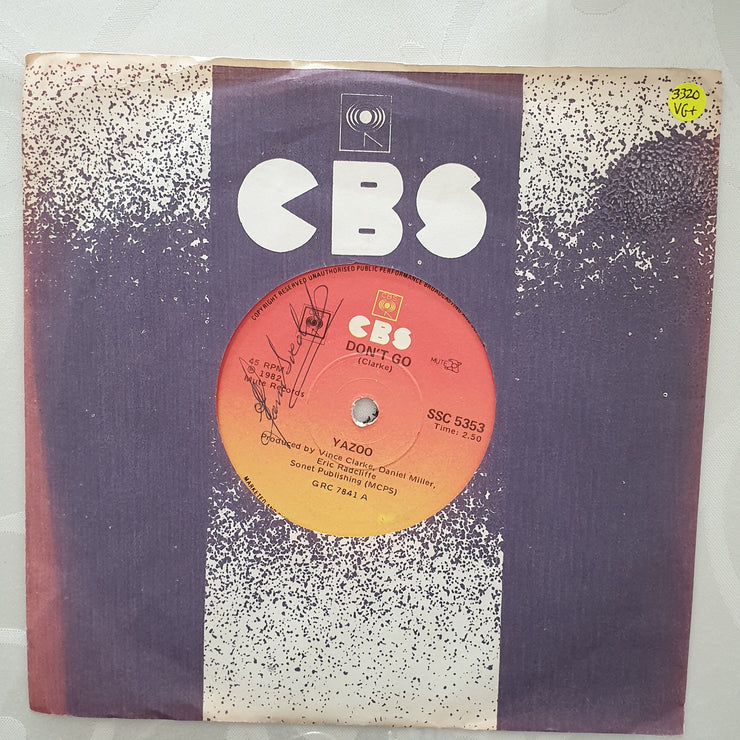 3320
VG+
CBS
COPYRIGHT RESERVED UNAUTHORISED PUBLIC PERFORMANCE BROADCASTING
CBS
CBS
DON'T GO
(Clarke)
MUTE
45 RPM
℗ 1982
Mute Records
SSC 5353
Time: 2.50
YAZOO
Produced by Vince Clarke, Daniel Miller,
Eric Radcliffe
Sonet Publishing (MCPS)
GRC 7841 A
MARKETED